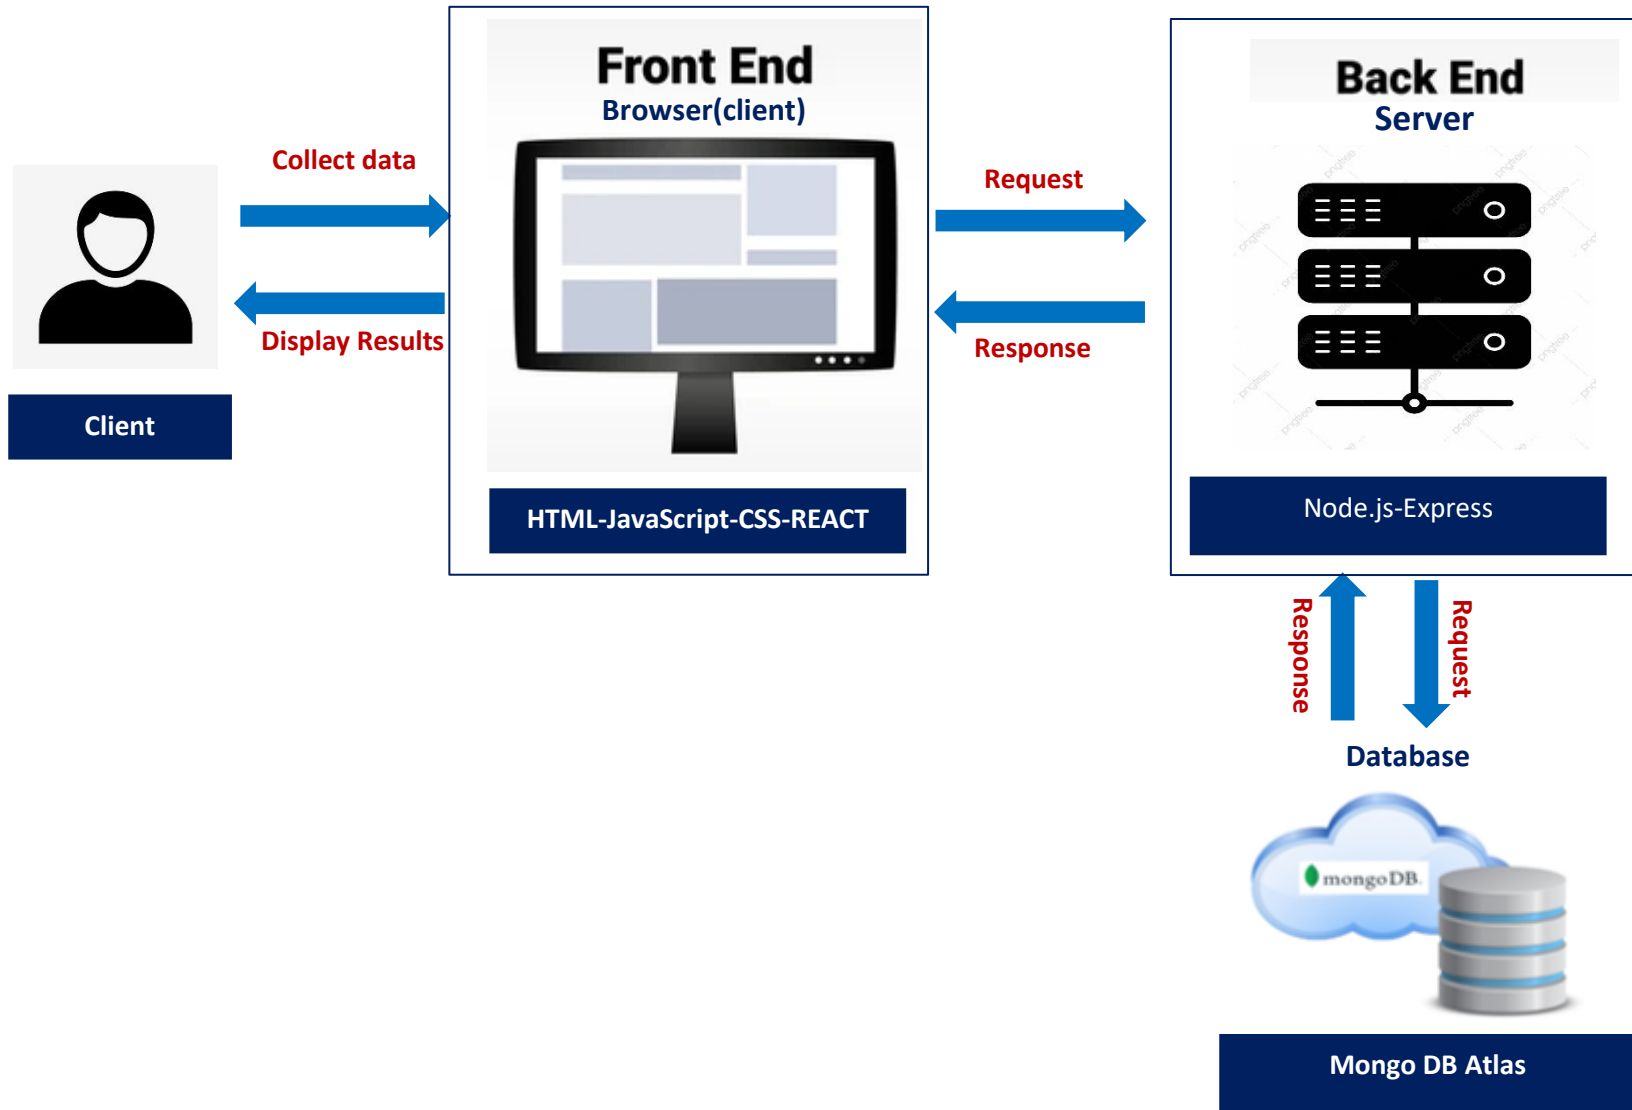 Front End
Browser(client)
Back End
Server
Collect data
Request
Display Results
Response
Client
HTML-JavaScript-CSS-REACT
Node.js-Express
pngtree
Response
Request
Database
mongoDB.
Mongo DB Atlas